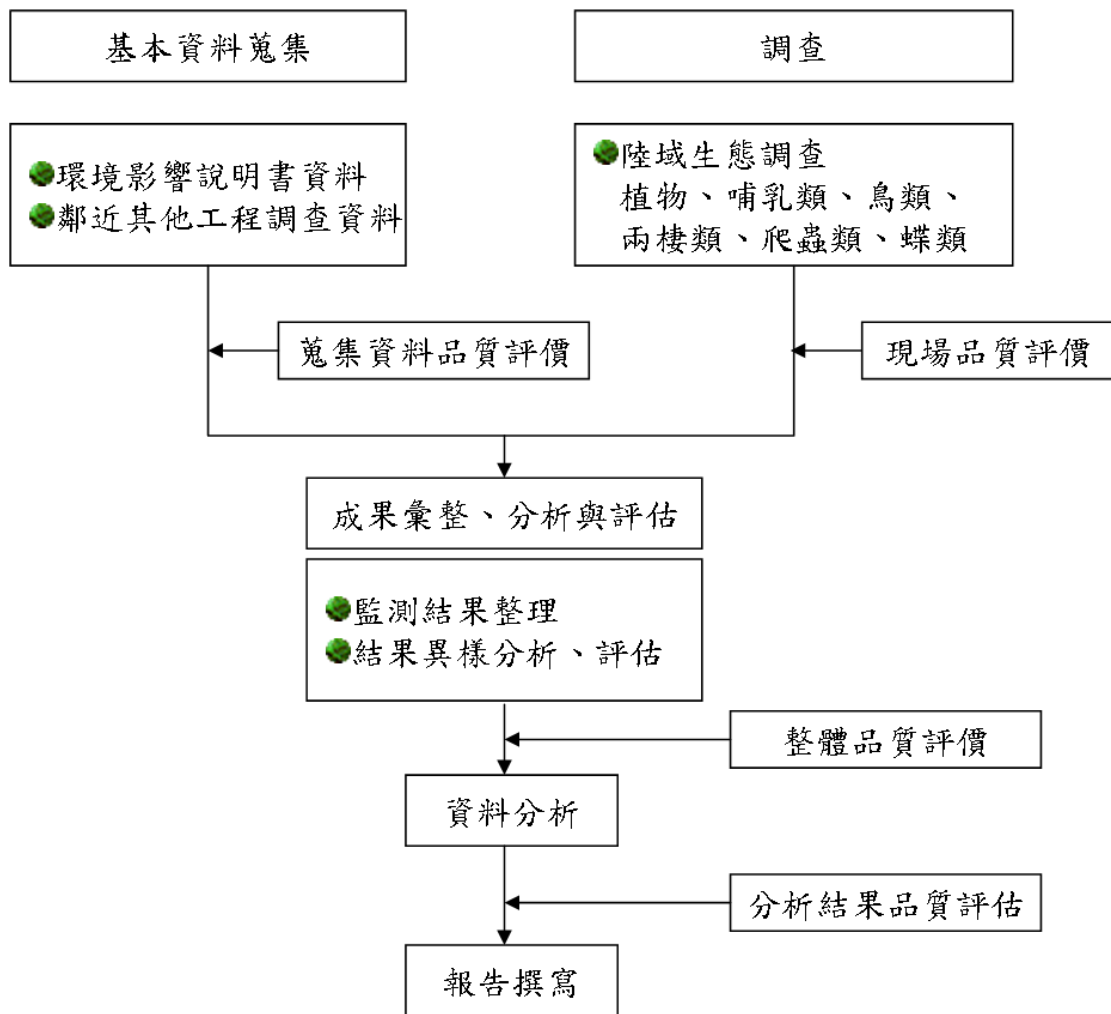 基本資料蒐集
調查
環境影響說明書資料
鄰近其他工程調查資料
陸域生態調查
植物、哺乳類、鳥類、
兩棲類、爬蟲類、蝶類
蒐集資料品質評價
現場品質評價
成果彙整、分析與評估
監測結果整理
結果異樣分析、評估
整體品質評價
資料分析
分析結果品質評估
報告撰寫